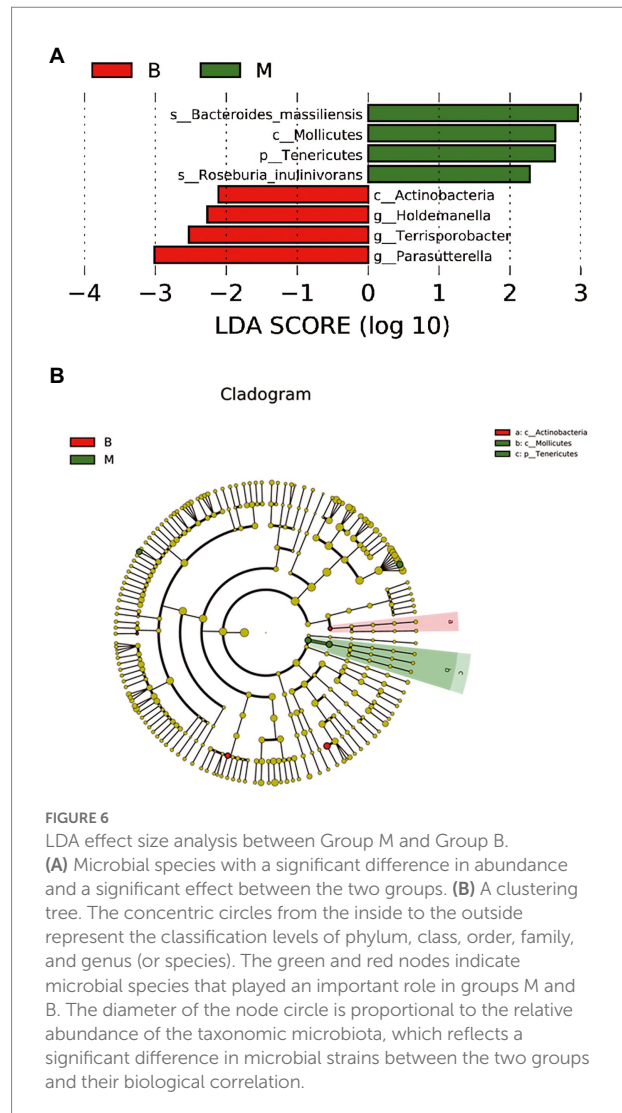 A
B M
s__Bacteroides_massiliensis
c__Mollicutes
p__Tenericutes
s__Roseburia_inulinivorans
c__Actinobacteria
g__Holdemanella
g__Terrisporobacter
g__Parasutterella
−4 −3 −2 −1 0 1 2 3
LDA SCORE (log 10)
B
Cladogram
B
M
a: c__Actinobacteria
b: c__Mollicutes
c: p__Tenericutes
a
b
c
FIGURE 6
LDA effect size analysis between Group M and Group B.
(A) Microbial species with a significant difference in abundance
and a significant effect between the two groups. (B) A clustering
tree. The concentric circles from the inside to the outside
represent the classification levels of phylum, class, order, family,
and genus (or species). The green and red nodes indicate
microbial species that played an important role in groups M and
B. The diameter of the node circle is proportional to the relative
abundance of the taxonomic microbiota, which reflects a
significant difference in microbial strains between the two groups
and their biological correlation.